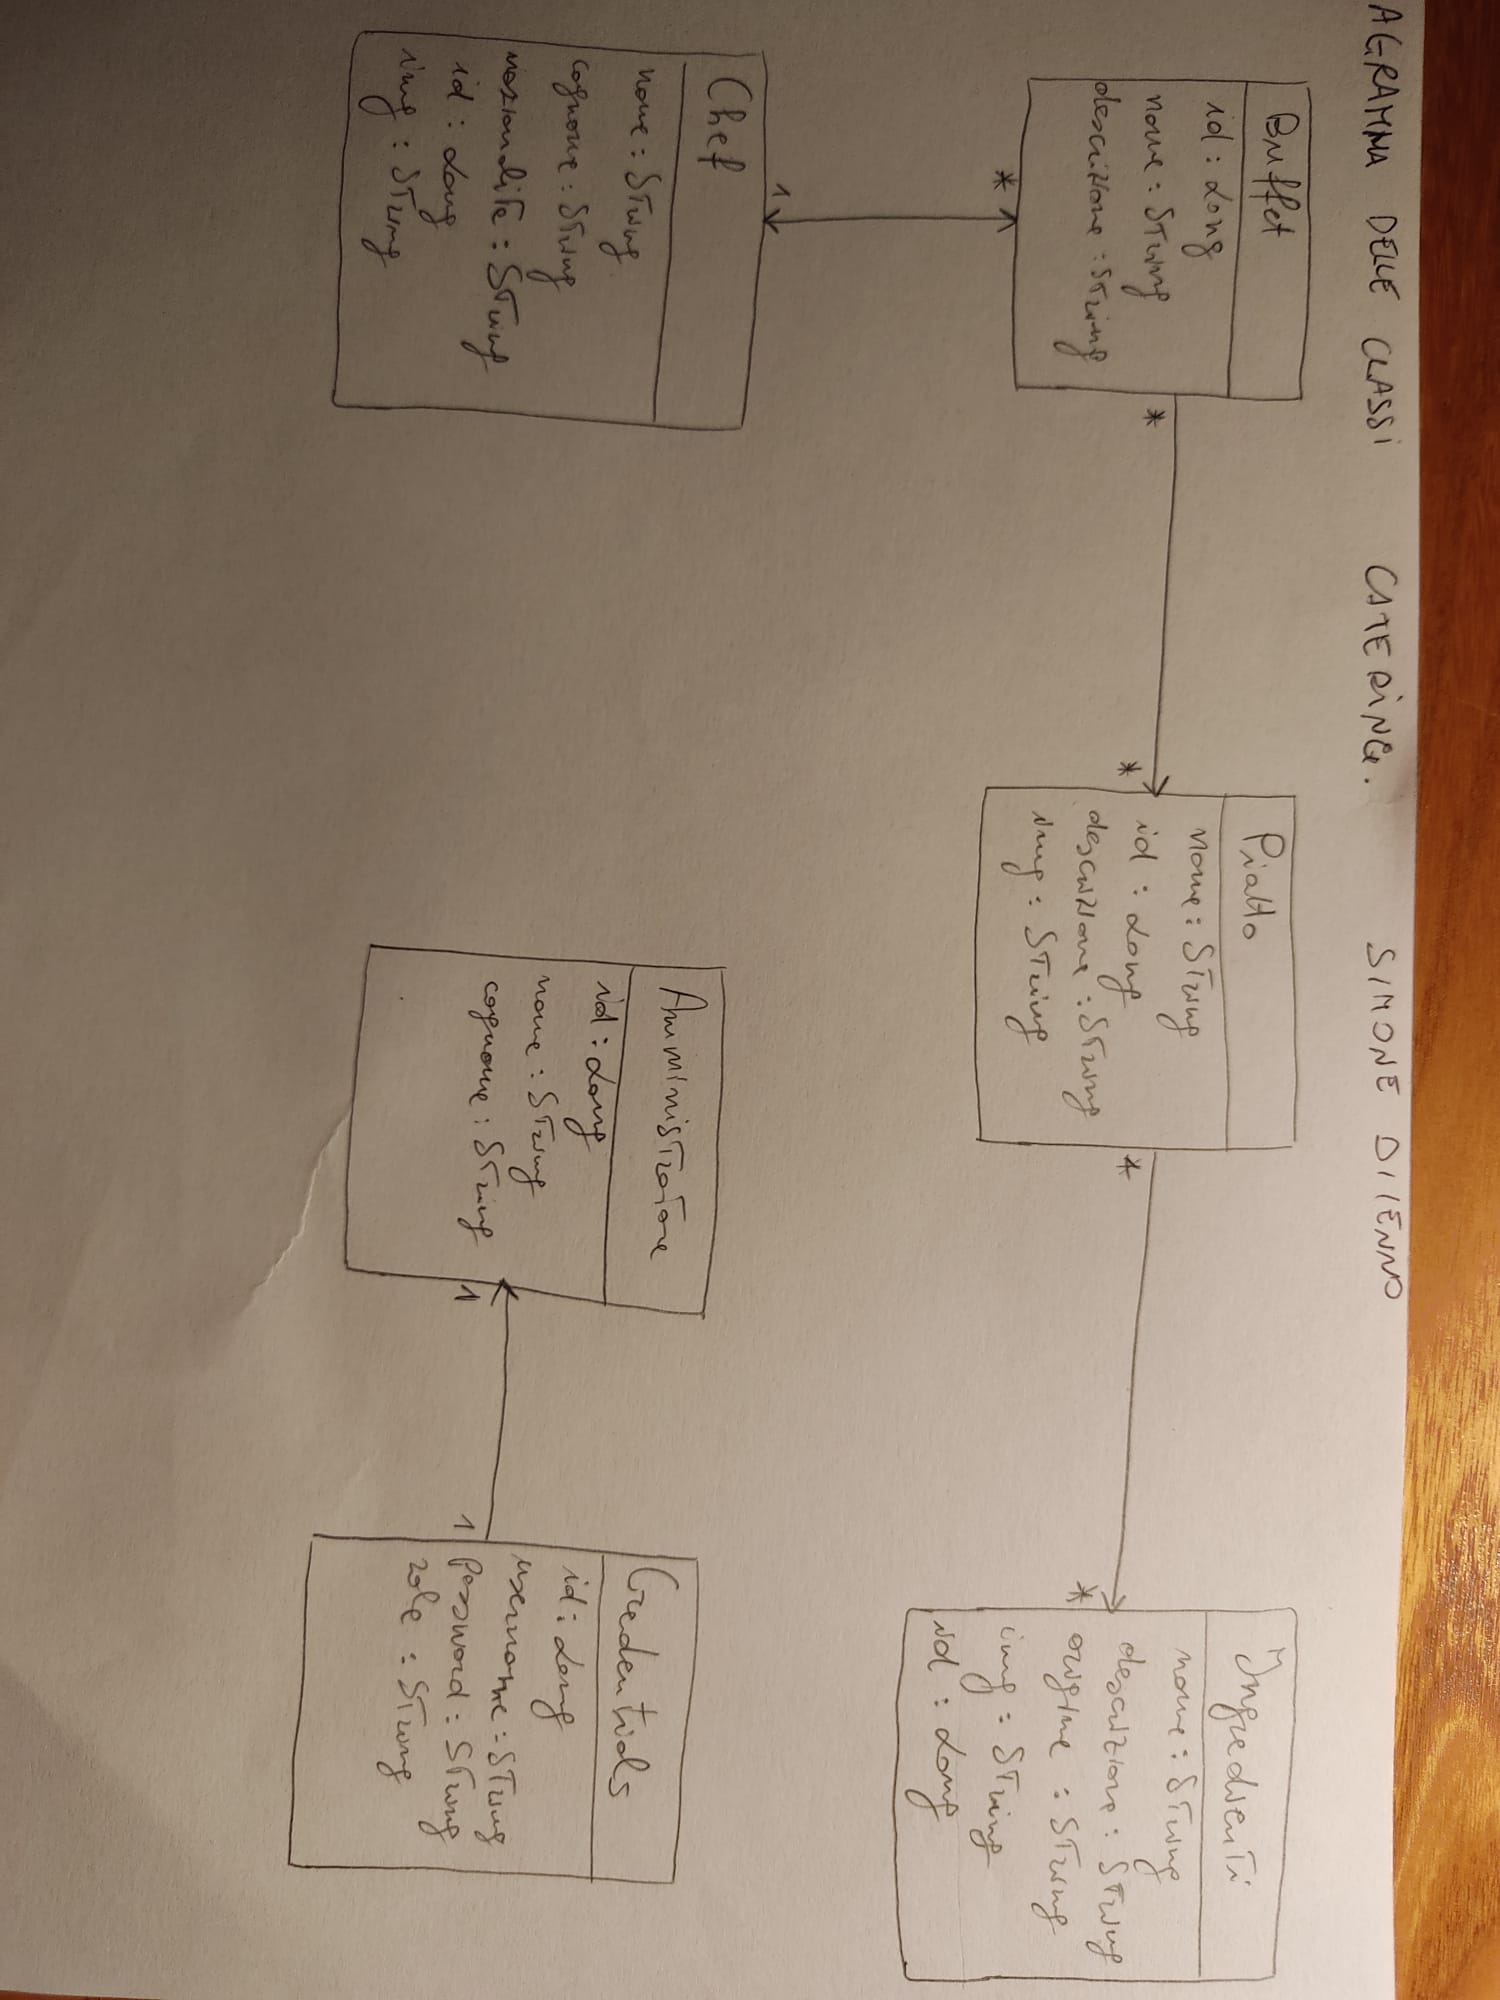 AGRAMMA DELLE CLASSI CATERING. SIMONE DI IENNO
Buffet
id : Long
nome : String
descrizione : String
*
*
Piatto
nome : String
id : Long
descrizione : String
img : String
*
*
Ingredienti
nome : String
descrizione : String
origine : String
img : String
id : Long
*
1
Chef
nome : String
cognome : String
nazionalità : String
id : Long
img : String
Amministratore
id : Long
nome : String
cognome : String
1
1
Credentials
id : Long
username : String
password : String
role : String